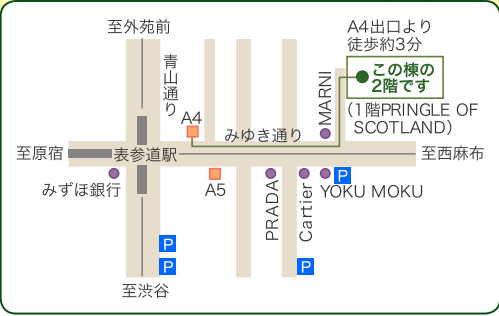 至外苑前
A4出口より
徒歩約3分
青山通り
この棟の
2階です
MARNI
(1階PRINGLE OF
SCOTLAND)
A4
みゆき通り
至原宿
表参道駅
至西麻布
みずほ銀行
A5
PRADA
Cartier
P
YOKU MOKU
P
P
P
至渋谷